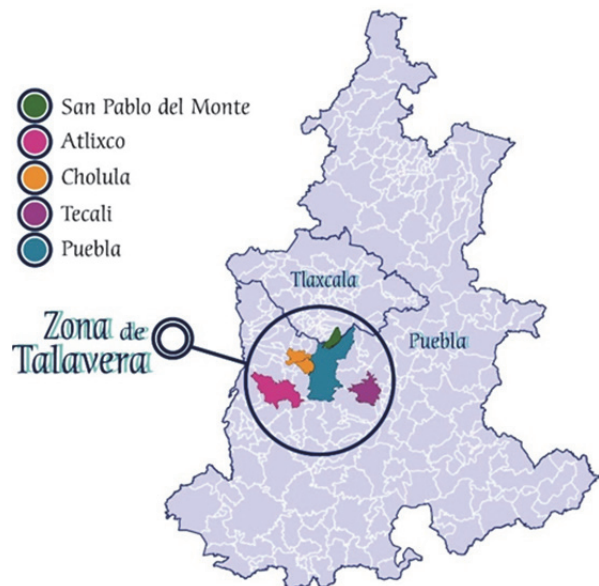 San Pablo del Monte
Atlixco
Cholula
Tecali
Puebla
Tlaxcala
Puebla
Zona de
Talavera